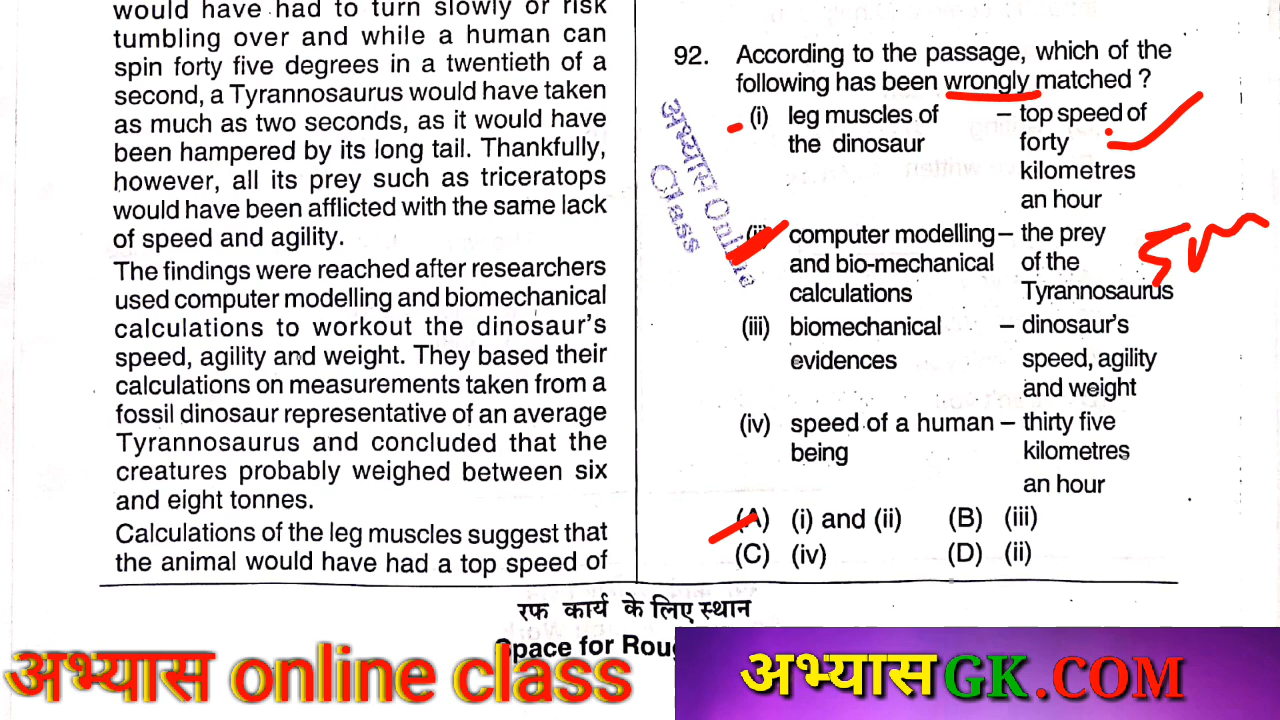 would have had to turn slowly or risk
tumbling over and while a human can
spin forty five degrees in a twentieth of a
second, a Tyrannosaurus would have taken
as much as two seconds, as it would have
been hampered by its long tail. Thankfully,
however, all its prey such as triceratops
would have been afflicted with the same lack
of speed and agility.
The findings were reached after researchers
used computer modelling and biomechanical
calculations to workout the dinosaur's
speed, agility and weight. They based their
calculations on measurements taken from a
fossil dinosaur representative of an average
Tyrannosaurus and concluded that the
creatures probably weighed between six
and eight tonnes.
Calculations of the leg muscles suggest that
the animal would have had a top speed of
92. According to the passage, which of the
following has been wrongly matched ?
(i) leg muscles of – top speed of
the dinosaur forty
kilometres
an hour
(ii) computer modelling – the prey
and bio-mechanical of the
calculations Tyrannosaurus
(iii) biomechanical – dinosaur's
evidences speed, agility
and weight
(iv) speed of a human – thirty five
being kilometres
an hour
(A) (i) and (ii) (B) (iii)
(C) (iv) (D) (ii)
अभ्यास Online
Class
रफ कार्य के लिए स्थान
Space for Roug
अभ्यास online class
अभ्यास GK.COM